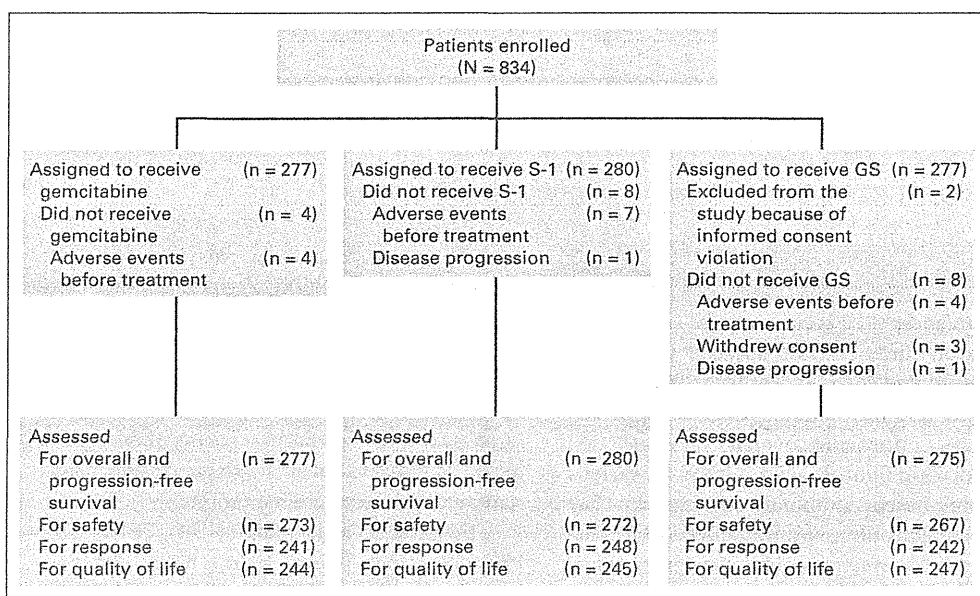 Patients enrolled
(N = 834)
Assigned to receive (n = 277)
gemcitabine
Did not receive (n = 4)
gemcitabine
Adverse events (n = 4)
before treatment
Assigned to receive S-1 (n = 280)
Did not receive S-1 (n = 8)
Adverse events (n = 7)
before treatment
Disease progression (n = 1)
Assigned to receive GS (n = 277)
Excluded from the (n = 2)
study because of
informed consent
violation
Did not receive GS (n = 8)
Adverse events before (n = 4)
treatment
Withdrew consent (n = 3)
Disease progression (n = 1)
Assessed
For overall and (n = 277)
progression-free
survival
For safety (n = 273)
For response (n = 241)
For quality of life (n = 244)
Assessed
For overall and (n = 280)
progression-free
survival
For safety (n = 272)
For response (n = 248)
For quality of life (n = 245)
Assessed
For overall and (n = 275)
progression-free
survival
For safety (n = 267)
For response (n = 242)
For quality of life (n = 247)